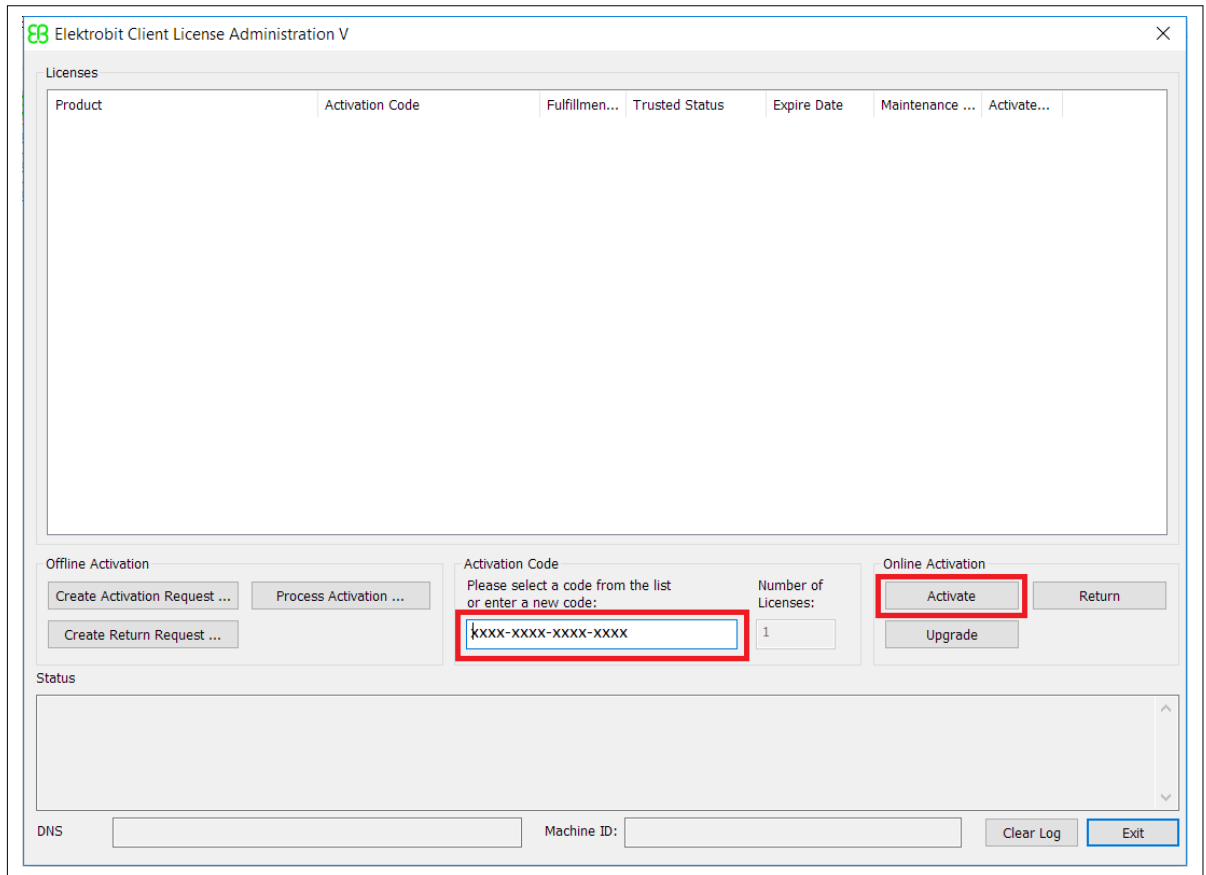 EB Elektrobit Client License Administration V
Licenses
Product Activation Code Fulfillmen... Trusted Status Expire Date Maintenance ... Activate...
Offline Activation
Create Activation Request ... Process Activation ...
Create Return Request ...
Activation Code
Please select a code from the list
or enter a new code:
Number of
Licenses:
xxxx-xxxx-xxxx-xxxx
1
Online Activation
Activate Return
Upgrade
Status
DNS Machine ID: Clear Log Exit